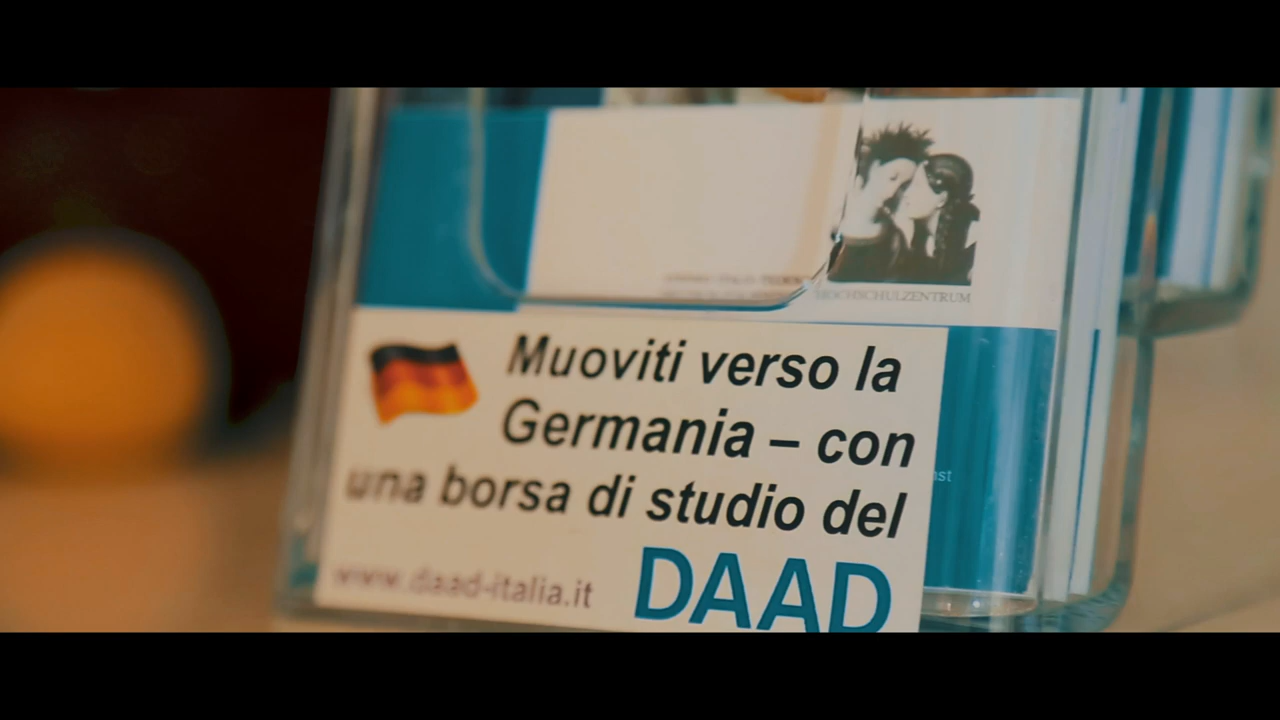 HOCHSCHULZENTRUM
Muoviti verso la
Germania – con
una borsa di studio del
www.daad-italia.it
DAAD